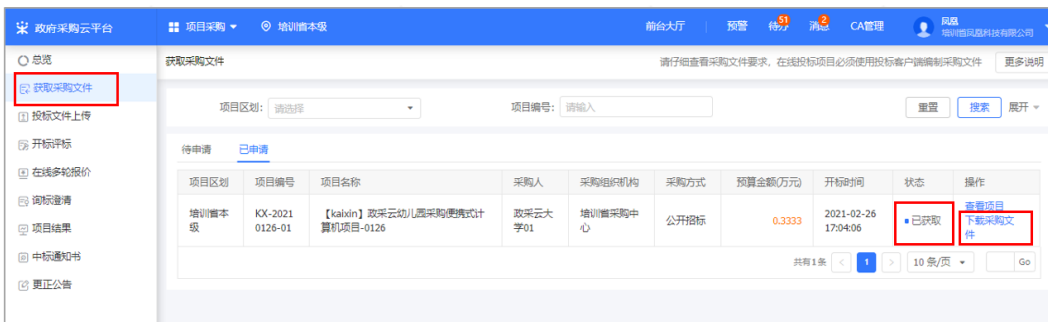 政府采购云平台
项目采购
培训省本级
前台大厅
预警
待办
51
消息
2
CA管理
凤凰
培训省凤凰科技有限公司
总览
获取采购文件
投标文件上传
开标评标
在线多轮报价
询标澄清
项目结果
中标通知书
更正公告
获取采购文件
请仔细查看采购文件要求,在线投标项目必须使用投标客户端编制采购文件
更多说明
项目区划:
请选择
项目编号:
请输入
重置
搜索
展开
待申请
已申请
项目区划 项目编号 项目名称 采购人 采购组织机构 采购方式 预算金额(万元) 开标时间 状态 操作
培训省本级
KX-20210126-01
【kaixin】政采云幼儿园采购便携式计算机项目-0126
政采云大学01
培训省采购中心
公开招标
0.3333
2021-02-26
17:04:06
已获取
查看项目
下载采购文件
共有1条
1
10 条/页
Go